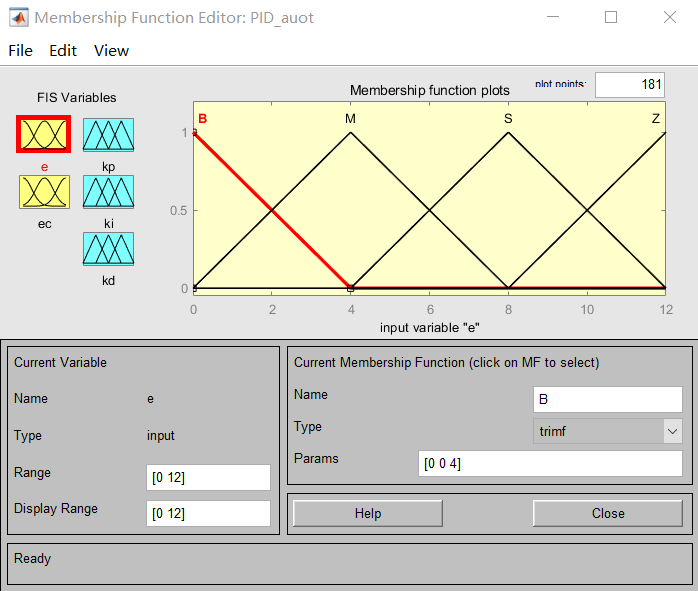 Membership Function Editor: PID_auot
File Edit View
FIS Variables
Membership function plots
plot points:
181
e
kp
ec
ki
kd
B
M
S
Z
1
0.5
0
0 2 4 6 8 10 12
input variable "e"
Current Variable
Name e
Type input
Range [0 12]
Display Range [0 12]
Current Membership Function (click on MF to select)
Name B
Type trimf
Params [0 0 4]
Help Close
Ready